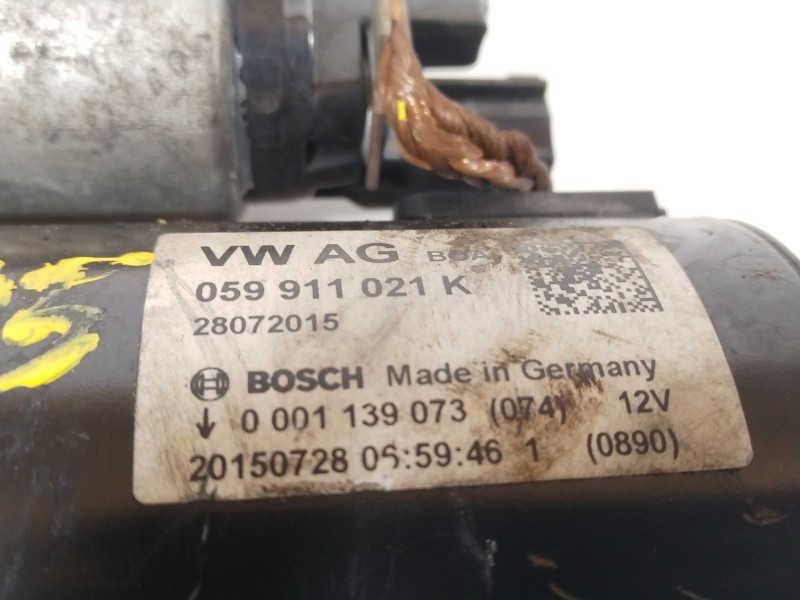 VW AG
059 911 021 K
28072015
BOSCH Made in Germany
↓ 0 001 139 073 (074) 12V
20150728 06:59:46 1 (0890)